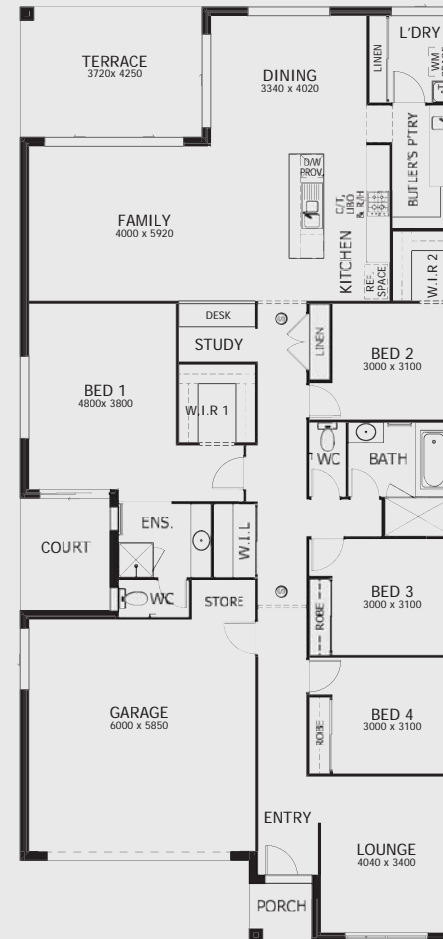 L'DRY
TERRACE
3720x 4250
DINING
3340 x 4020
LINEN
WM
BUTLER'S P'TRY
D/W
PROV.
FAMILY
4000 x 5920
KITCHEN
C/T,
UBO
& R/H
REF.
SPACE
W.I.R 2
DESK
STUDY
LINEN
BED 2
3000 x 3100
BED 1
4800x 3800
W.I.R 1
WC
BATH
ENS.
W.I.L
COURT
WC
STORE
BED 3
3000 x 3100
ROBE
GARAGE
6000 x 5850
BED 4
3000 x 3100
ROBE
ENTRY
LOUNGE
4040 x 3400
PORCH